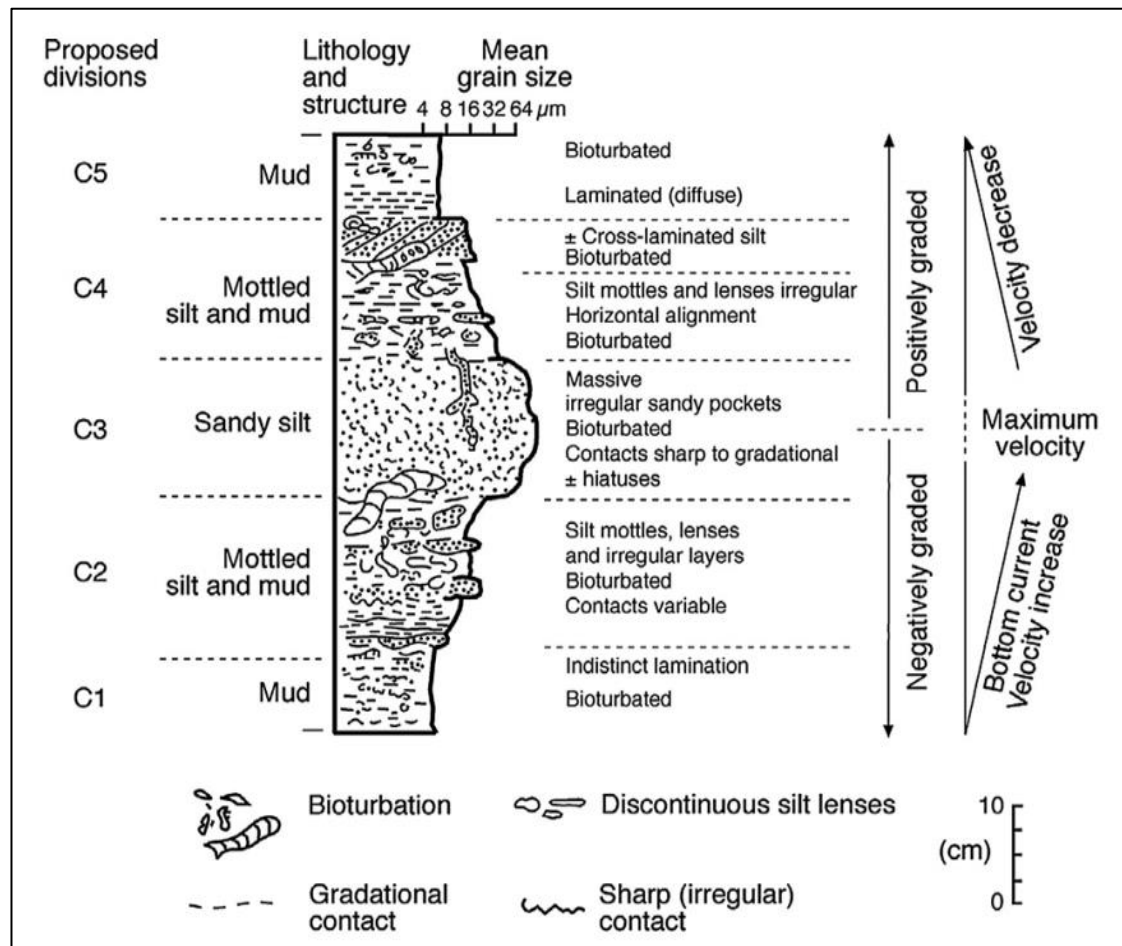 Proposed
divisions
Lithology
and
structure
Mean
grain size
4 8 16 32 64 μm
C5
Mud
Bioturbated
Laminated (diffuse)
C4
Mottled
silt and mud
± Cross-laminated silt
Bioturbated
Silt mottles and lenses irregular
Horizontal alignment
Bioturbated
C3
Sandy silt
Massive
irregular sandy pockets
Bioturbated
Contacts sharp to gradational
± hiatuses
C2
Mottled
silt and mud
Silt mottles, lenses
and irregular layers
Bioturbated
Contacts variable
C1
Mud
Indistinct lamination
Bioturbated
Positively graded
Negatively graded
Velocity decrease
Maximum
velocity
Bottom current
Velocity increase
Bioturbation
Discontinuous silt lenses
Gradational
contact
Sharp (irregular)
contact
10
(cm)
0